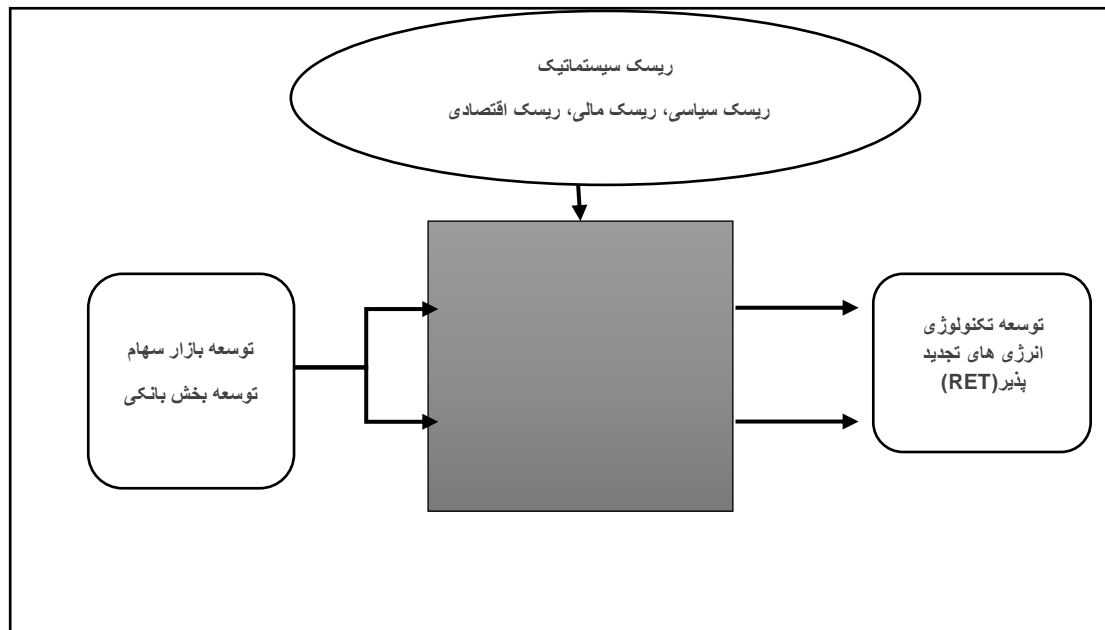 ریسک سیستماتیک
ریسک سیاسی، ریسک مالی، ریسک اقتصادی
توسعه بازار سهام
توسعه بخش بانکی
توسعه تکنولوژی
انرژی های تجدید
پذیر(RET)